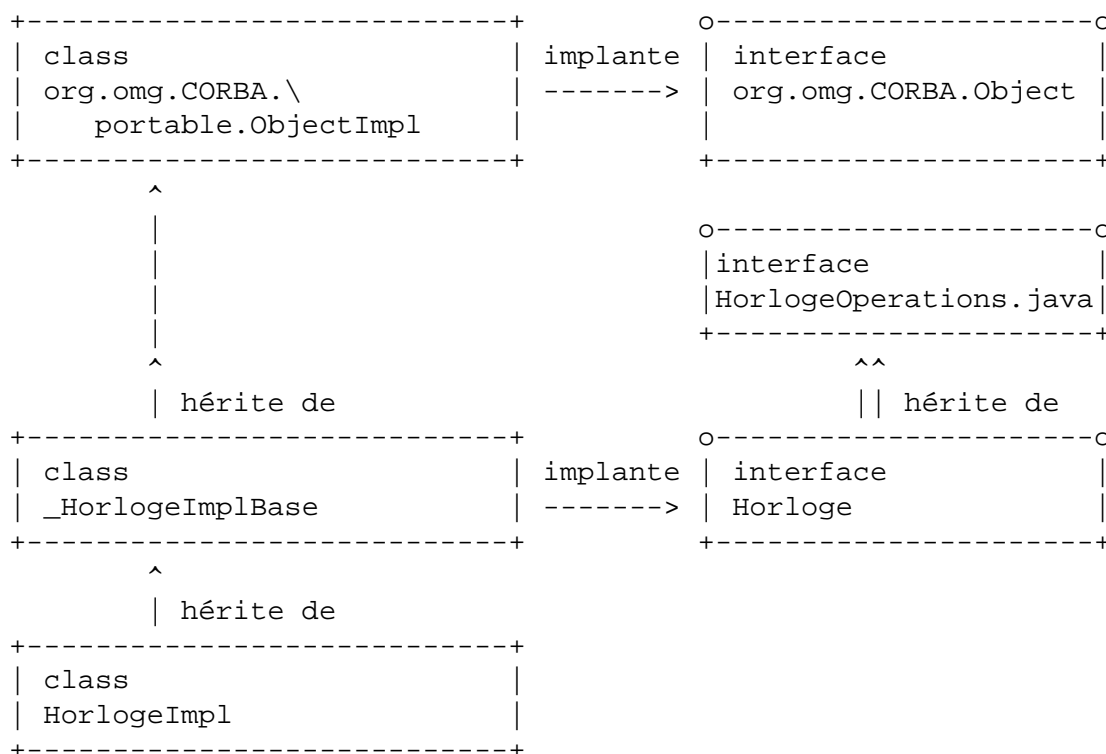 class
org.omg.CORBA.\
portable.ObjectImpl
implante
------->
interface
org.omg.CORBA.Object
interface
HorlogeOperations.java
hérite de
hérite de
class
_HorlogeImplBase
implante
------->
interface
Horloge
hérite de
class
HorlogeImpl